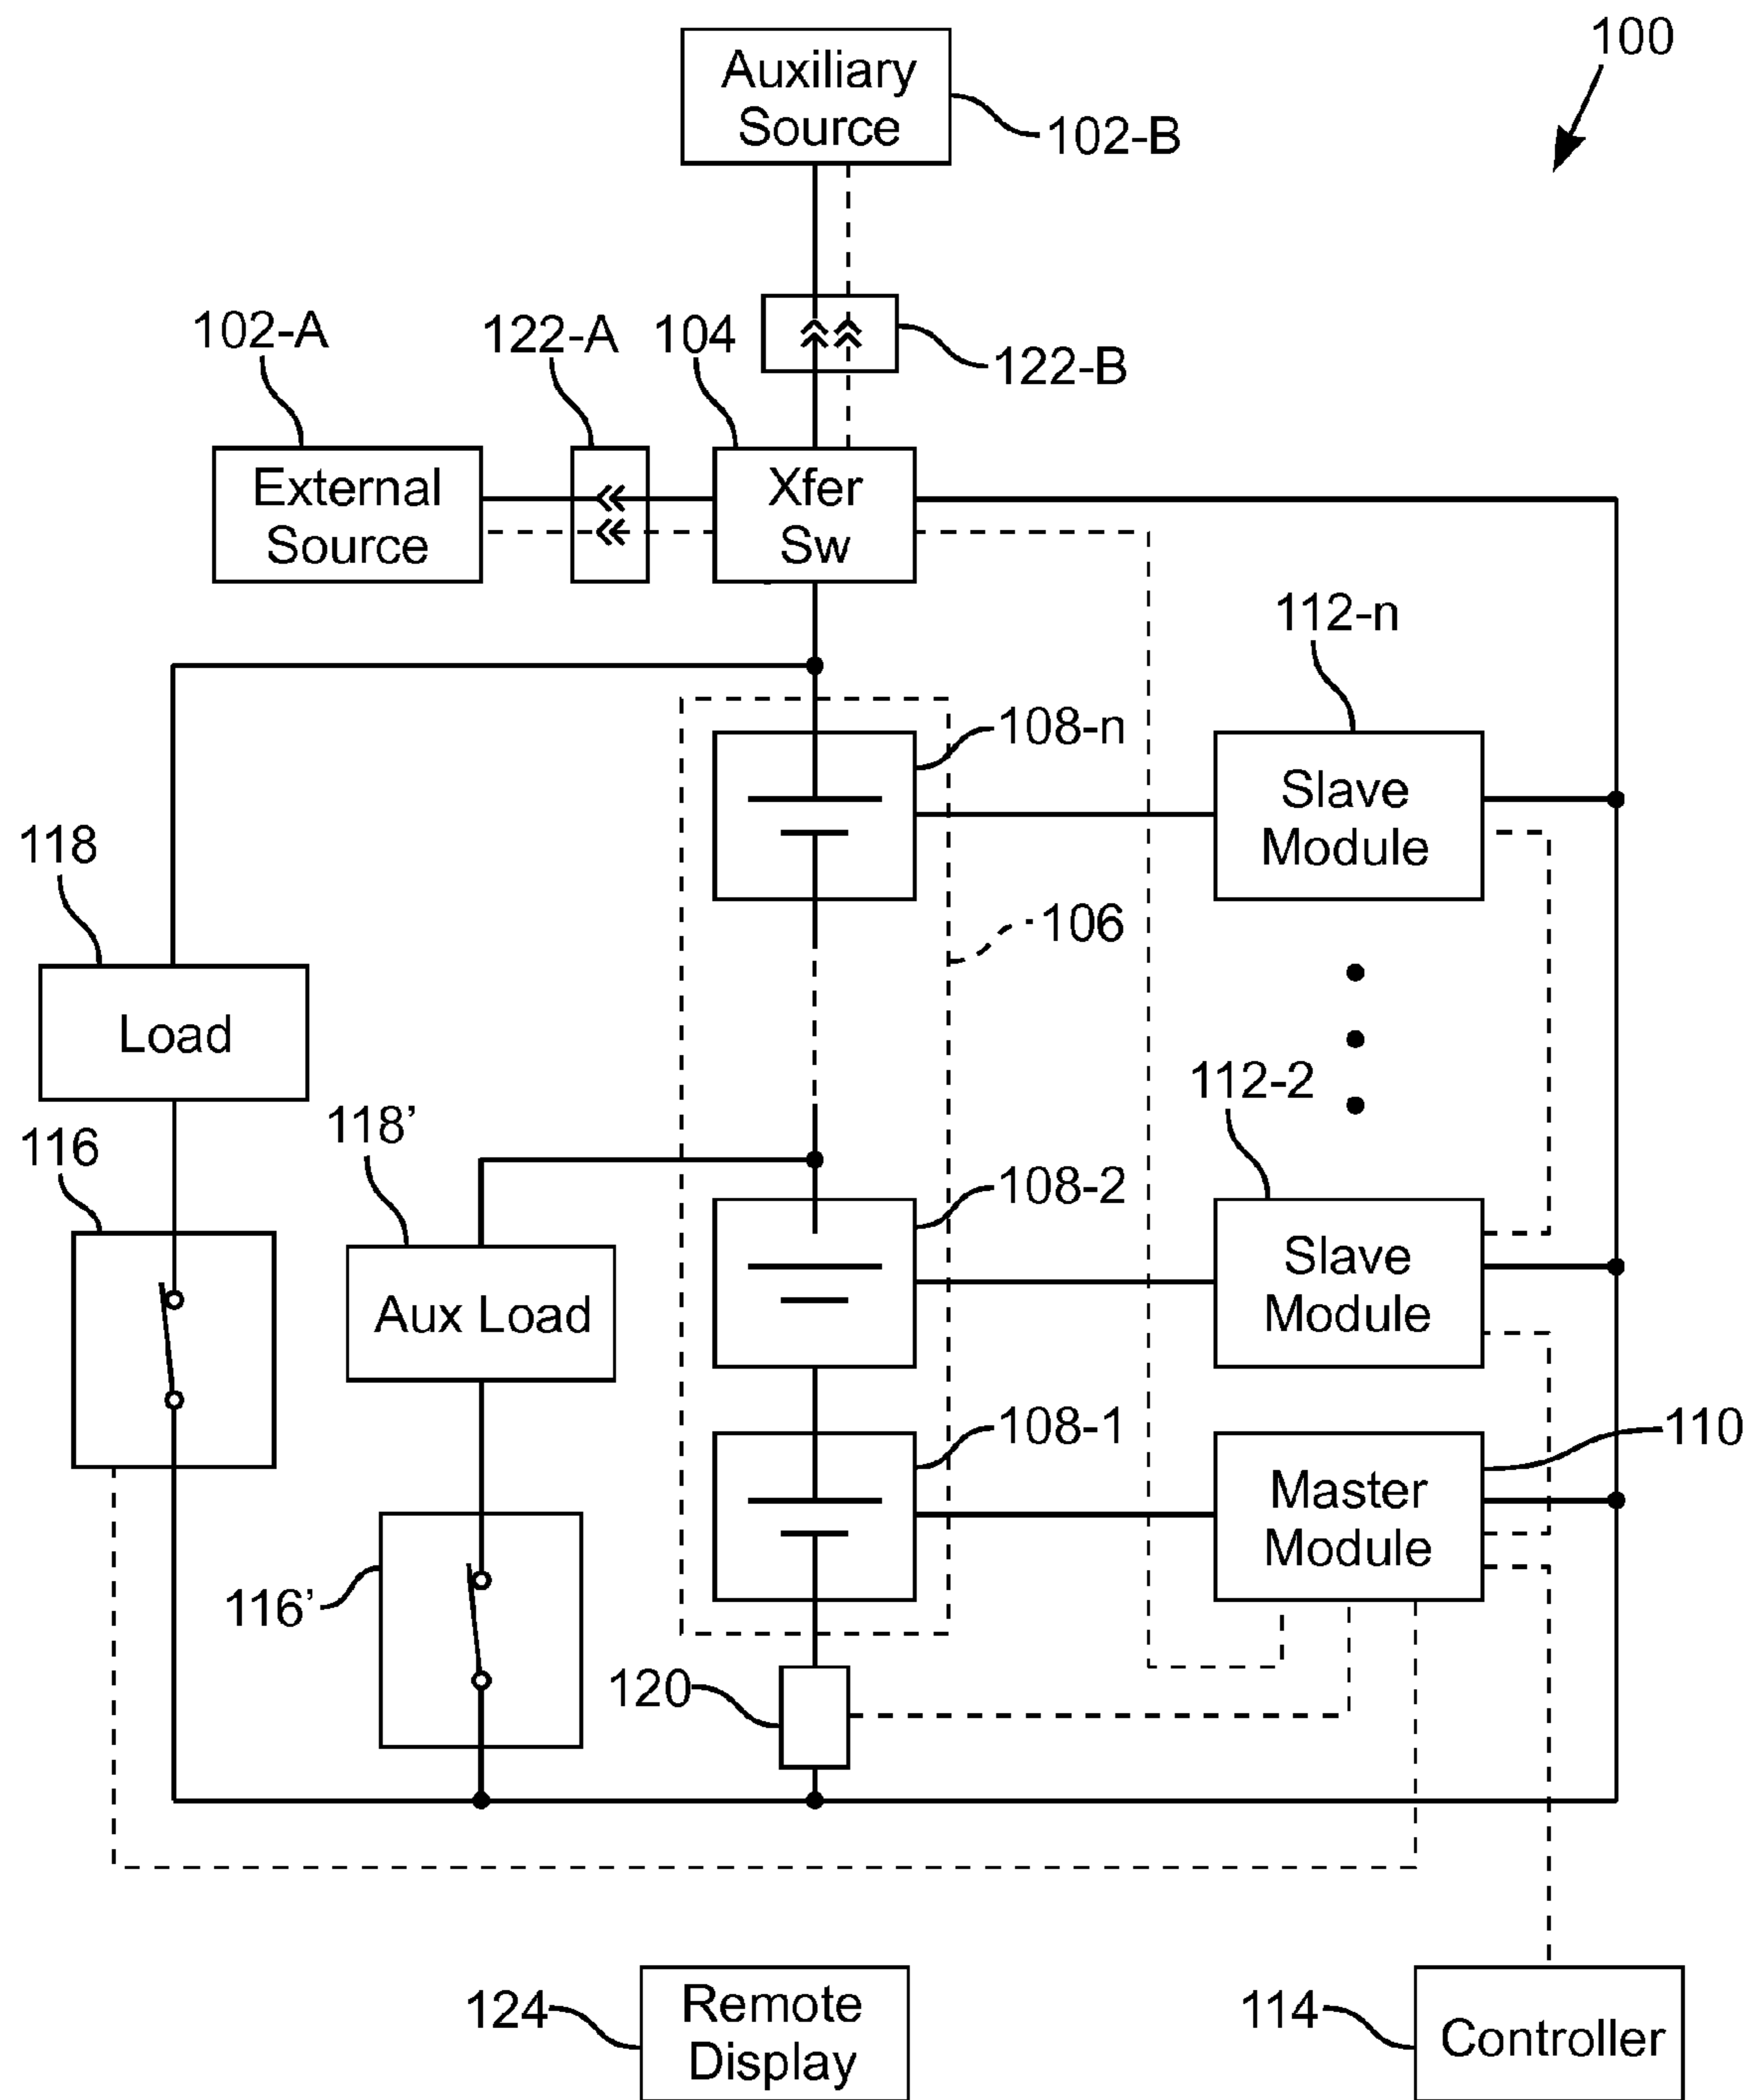 100
Auxiliary
Source
102-B
102-A
122-A
104
122-B
External
Source
Xfer
Sw
112-n
108-n
Slave
Module
118
106
Load
112-2
118’
116
108-2
Slave
Module
Aux Load
108-1
110
Master
Module
116’
120
124
Remote
Display
114
Controller